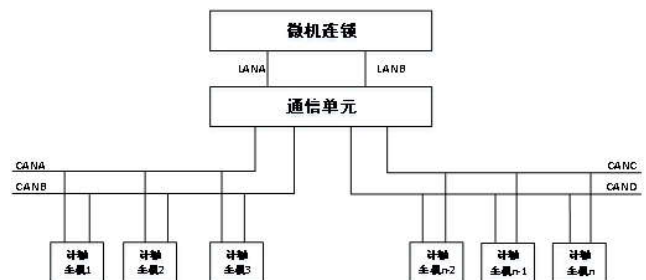 微机连锁
LANA
LANB
通信单元
CANA
CANC
CANB
CAND
计轴
主机1
计轴
主机2
计轴
主机3
计轴
主机n-2
计轴
主机n-1
计轴
主机n